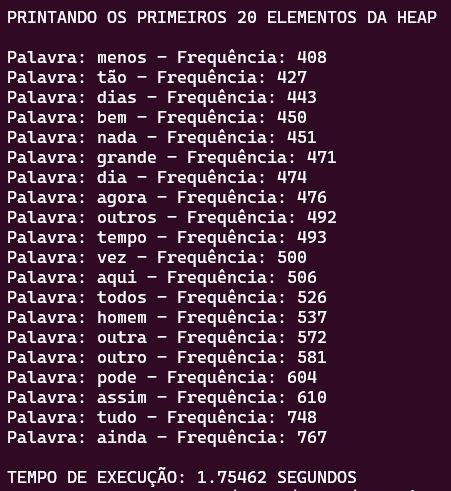 PRINTANDO OS PRIMEIROS 20 ELEMENTOS DA HEAP
Palavra: menos – Frequência: 408
Palavra: tão – Frequência: 427
Palavra: dias – Frequência: 443
Palavra: bem – Frequência: 450
Palavra: nada – Frequência: 451
Palavra: grande – Frequência: 471
Palavra: dia – Frequência: 474
Palavra: agora – Frequência: 476
Palavra: outros – Frequência: 492
Palavra: tempo – Frequência: 493
Palavra: vez – Frequência: 500
Palavra: aqui – Frequência: 506
Palavra: todos – Frequência: 526
Palavra: homem – Frequência: 537
Palavra: outra – Frequência: 572
Palavra: outro – Frequência: 581
Palavra: pode – Frequência: 604
Palavra: assim – Frequência: 610
Palavra: tudo – Frequência: 748
Palavra: ainda – Frequência: 767
TEMPO DE EXECUÇÃO: 1.75462 SEGUNDOS